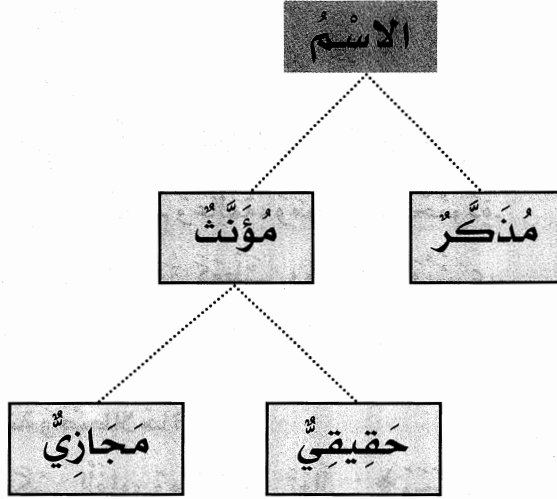 الاسْمُ
مُذَكَّرٌ
مُؤَنَّثٌ
حَقِيقِيٌّ
مَجَازِيٌّ